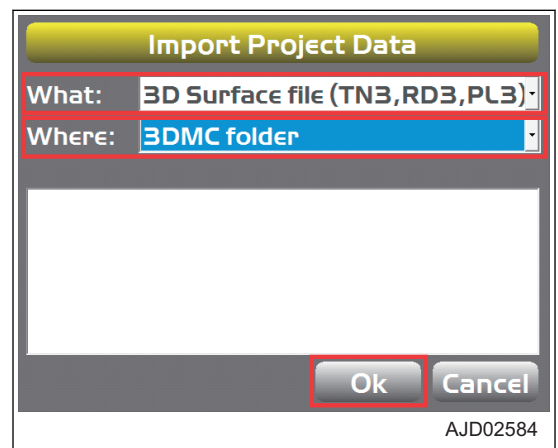 Import Project Data
What: 3D Surface file (TN3,RD3,PL3)
Where: 3DMC folder
Ok Cancel
AJD02584